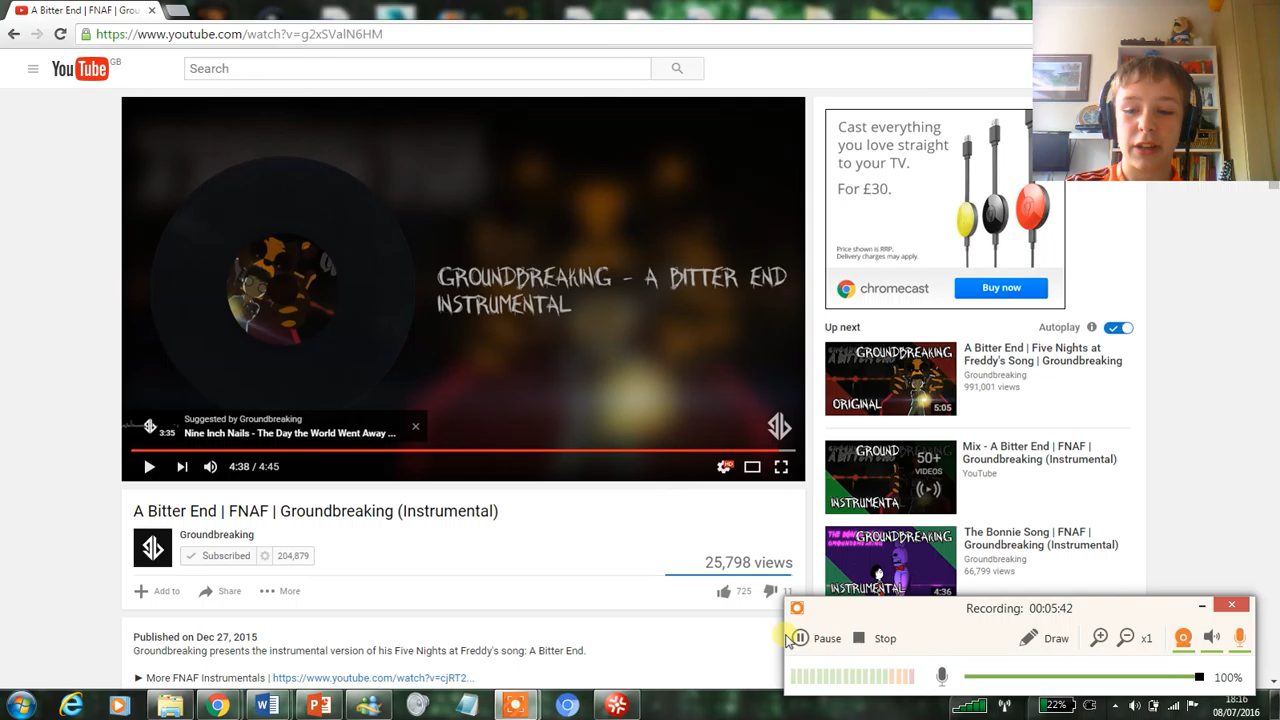 A Bitter End | FNAF | Grou
https://www.youtube.com/watch?v=g2xSValN6HM
YouTube GB
Search
GROUNDBREAKING - A BITTER END
INSTRUMENTAL
Suggested by Groundbreaking
3:35 Nine Inch Nails - The Day the World Went Away ...
4:38 / 4:45
HD
A Bitter End | FNAF | Groundbreaking (Instrumental)
Groundbreaking
Subscribed 204,879
25,798 views
Add to Share More
725 11
Published on Dec 27, 2015
Groundbreaking presents the instrumental version of his Five Nights at Freddy's song: A Bitter End.
► More FNAF Instrumentals | https://www.youtube.com/watch?v=cjRT2...
Cast everything
you love straight
to your TV.
For £30.
Price shown is RRP.
Delivery charges may apply.
chromecast
Buy now
Up next
Autoplay
GROUNDBREAKING
ORIGINAL
5:05
A Bitter End | Five Nights at
Freddy's Song | Groundbreaking
Groundbreaking
991,001 views
GROUND
INSTRUMENTA
50+
VIDEOS
Mix - A Bitter End | FNAF |
Groundbreaking (Instrumental)
YouTube
GROUNDBREAKING
INSTRUMENTAL
4:36
The Bonnie Song | FNAF |
Groundbreaking (Instrumental)
Groundbreaking
66,799 views
Recording: 00:05:42
Pause Stop Draw x1
100%
22%
18:16
08/07/2016